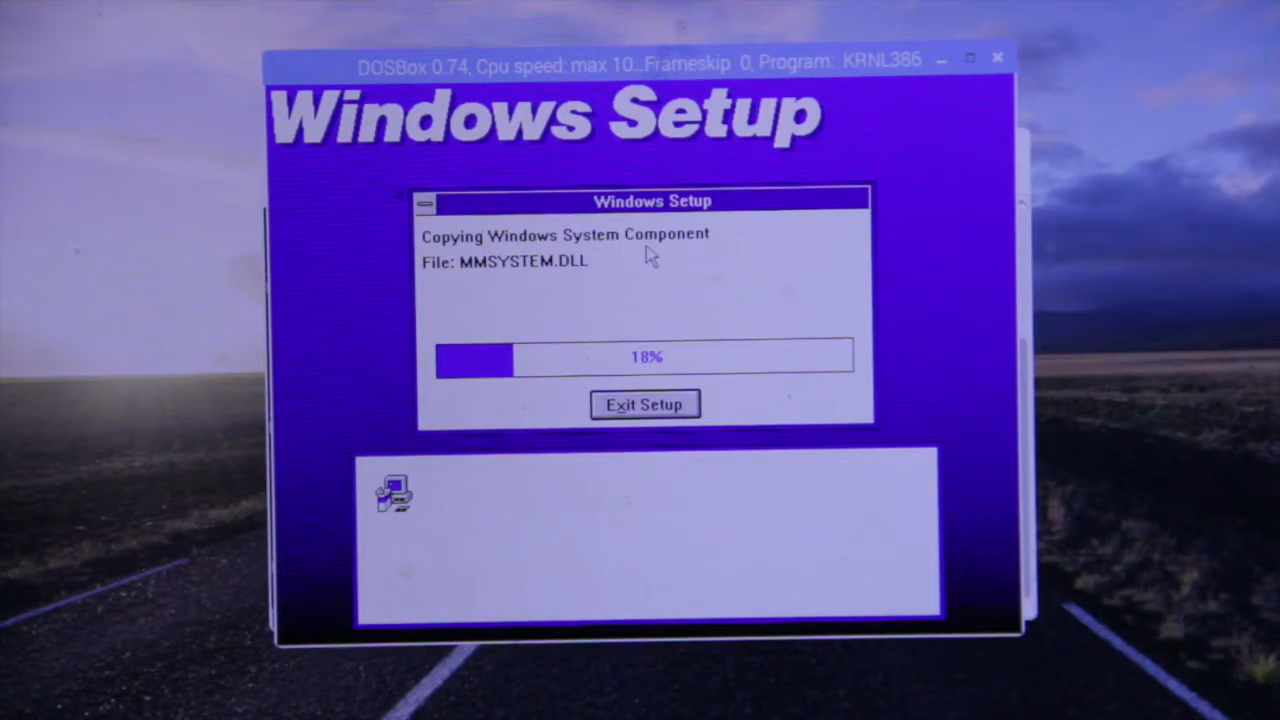 DOSBox 0.74, Cpu speed: max 10...Frameskip 0, Program: KRNL386
Windows Setup
Windows Setup
Copying Windows System Component
File: MMSYSTEM.DLL
18%
Exit Setup